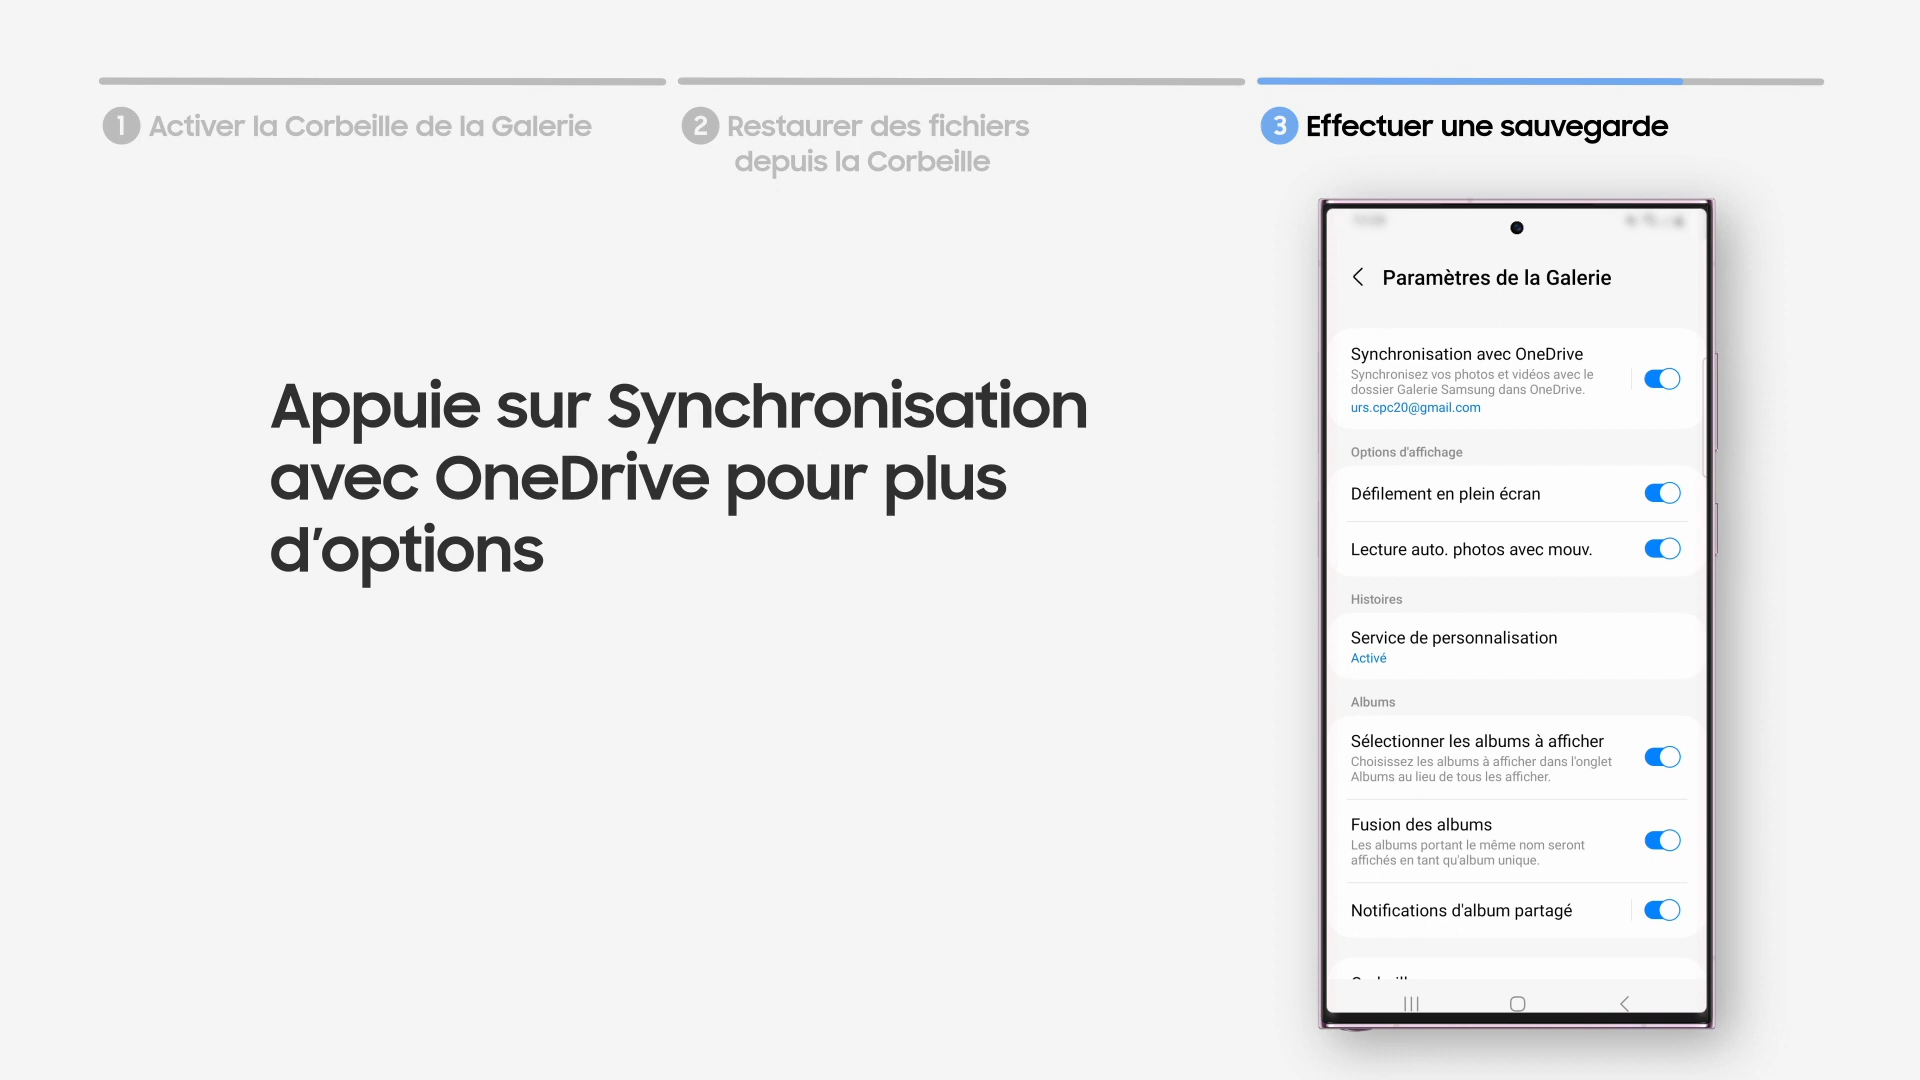 1 Activer la Corbeille de la Galerie
2 Restaurer des fichiers
depuis la Corbeille
3 Effectuer une sauvegarde
Appuie sur Synchronisation
avec OneDrive pour plus
d’options
Paramètres de la Galerie
Synchronisation avec OneDrive
Synchronisez vos photos et vidéos avec le
dossier Galerie Samsung dans OneDrive.
urs.cpc20@gmail.com
Options d'affichage
Défilement en plein écran
Lecture auto. photos avec mouv.
Histoires
Service de personnalisation
Activé
Albums
Sélectionner les albums à afficher
Choisissez les albums à afficher dans l'onglet
Albums au lieu de tous les afficher.
Fusion des albums
Les albums portant le même nom seront
affichés en tant qu'album unique.
Notifications d'album partagé